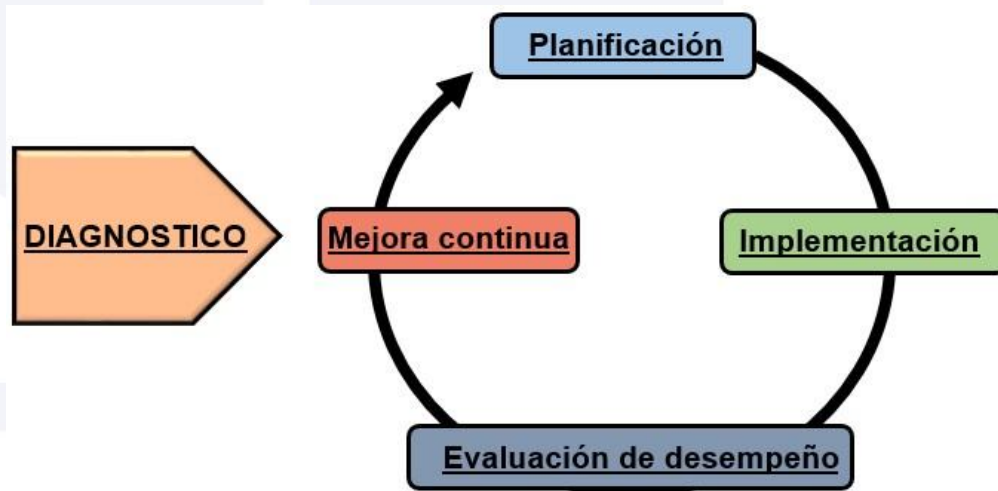 Planificación
DIAGNOSTICO
Mejora continua
Implementación
Evaluación de desempeño